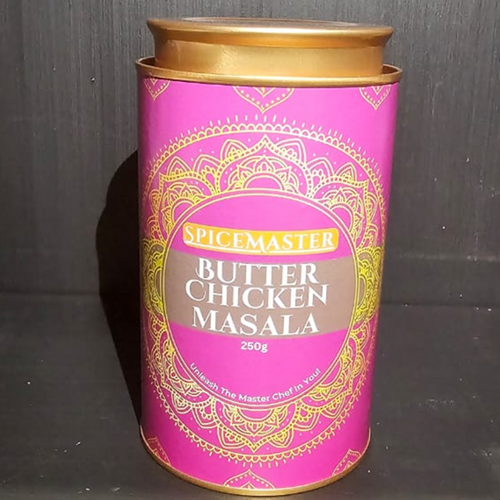 SPICEMASTER
BUTTER
CHICKEN
MASALA
250g
Unleash The Master Chef in You!